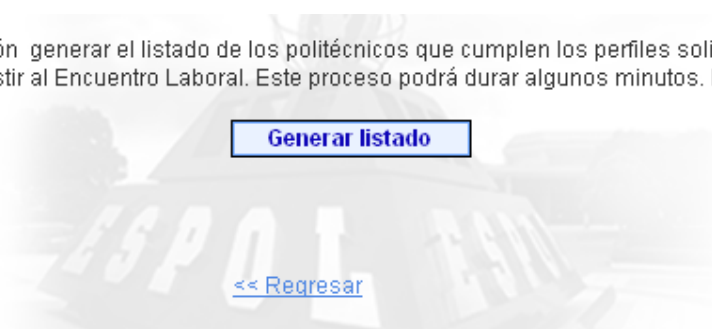 ón generar el listado de los politécnicos que cumplen los perfiles soli
stir al Encuentro Laboral. Este proceso podrá durar algunos minutos.
Generar listado
ESPOL ESPOL
<< Regresar